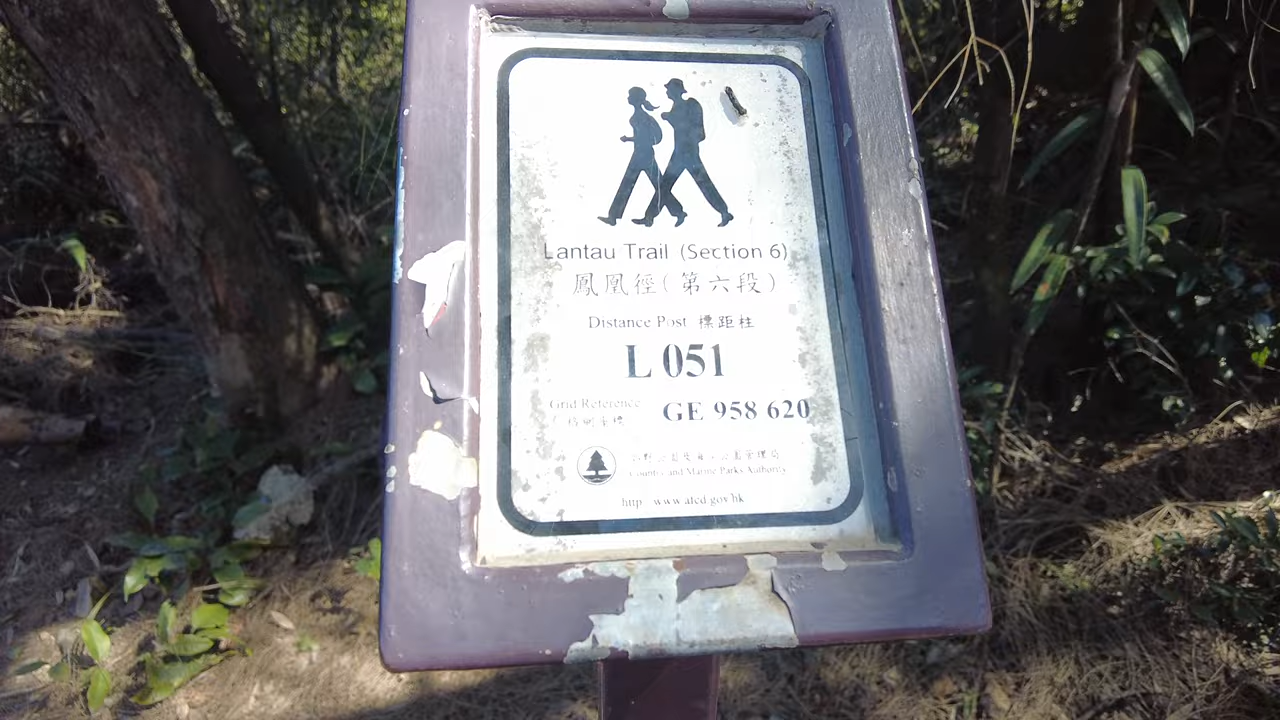 Lantau Trail (Section 6)
鳳凰徑(第六段)
Distance Post 標距柱
L 051
Grid Reference GE 958 620
Country and Marine Parks Authority
http www.afcd.gov.hk